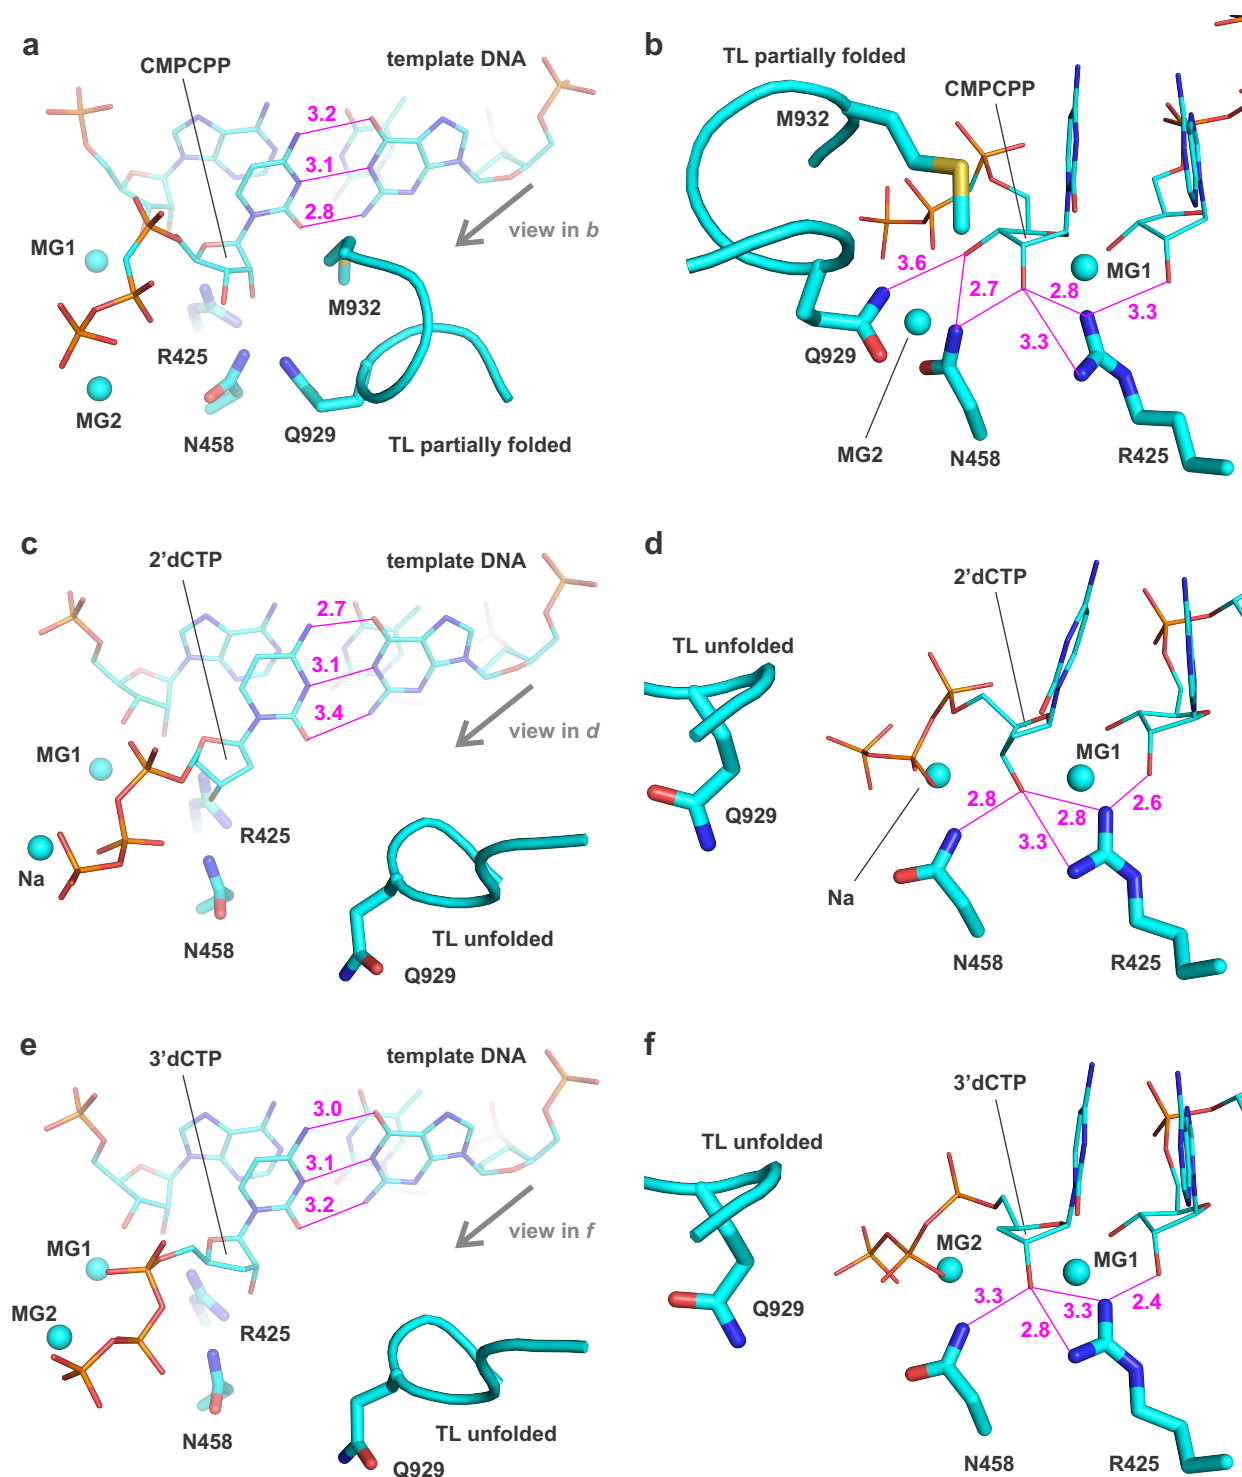 a
CMPCPP
template DNA
3.2
3.1
2.8
view in b
MG1
M932
R425
MG2
N458
Q929
TL partially folded
b
TL partially folded
CMPCPP
M932
3.6
MG1
2.7
2.8
3.3
3.3
Q929
MG2
N458
R425
c
2'dCTP
template DNA
2.7
3.1
3.4
view in d
MG1
R425
Na
N458
TL unfolded
Q929
d
2'dCTP
TL unfolded
MG1
Q929
2.8
2.8
2.6
3.3
Na
N458
R425
e
3'dCTP
template DNA
3.0
3.1
3.2
view in f
MG1
MG2
R425
N458
TL unfolded
Q929
f
3'dCTP
TL unfolded
MG2
MG1
3.3
3.3
2.4
2.8
Q929
N458
R425